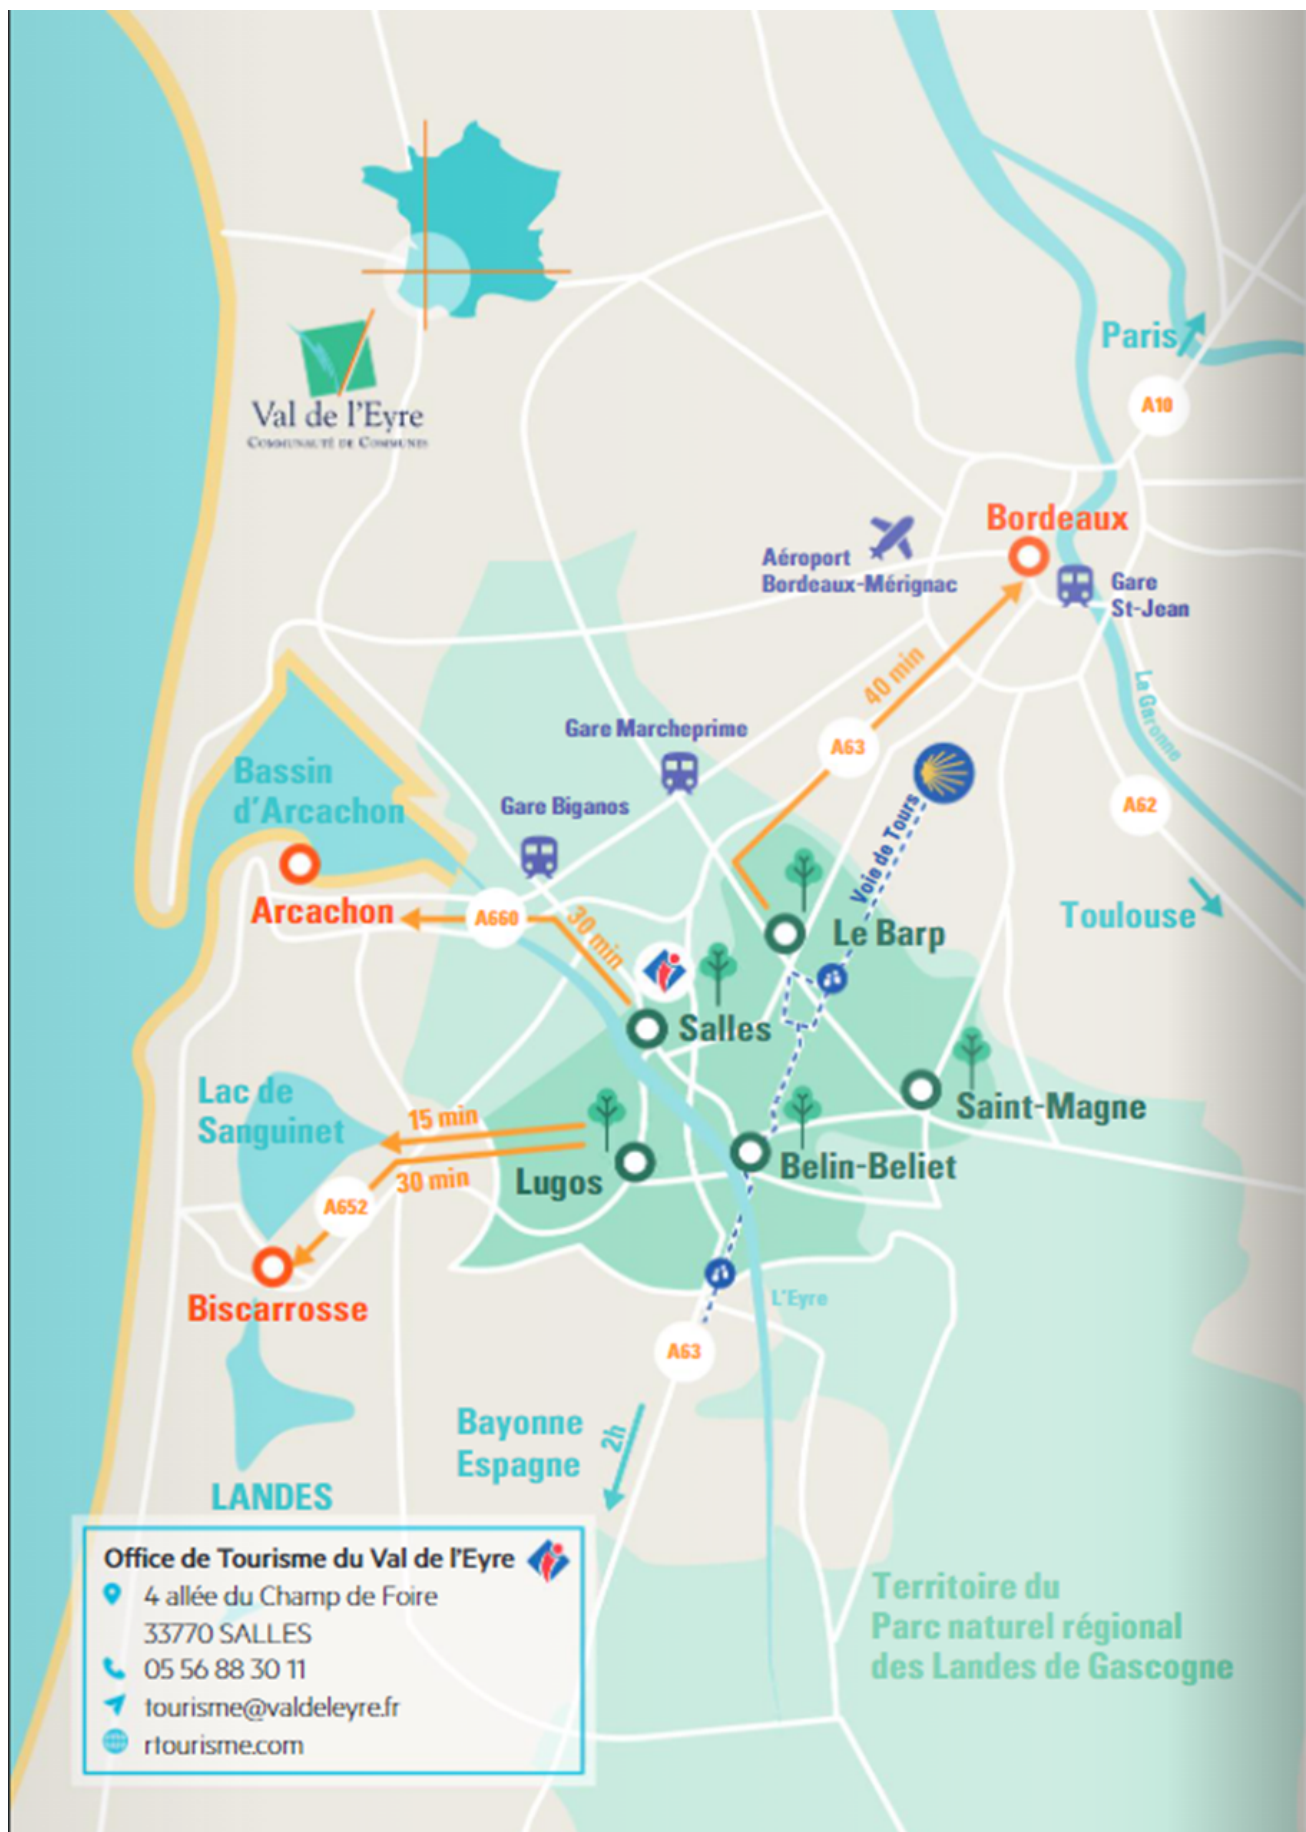 Val de l'Eyre
COMMUNAUTÉ DE COMMUNES
Paris
A10
Bordeaux
Aéroport
Bordeaux-Mérignac
Gare
St-Jean
40 min
La Garonne
Gare Marcheprime
A63
Bassin
d'Arcachon
Gare Biganos
Voie de Tours
A62
Arcachon
A660
30 min
Le Barp
Toulouse
Salles
Lac de
Sanguinet
15 min
Saint-Magne
30 min
Lugos
Belin-Beliet
A652
Biscarrosse
L'Eyre
A63
Bayonne
Espagne
2h
LANDES
Office de Tourisme du Val de l'Eyre
4 allée du Champ de Foire
33770 SALLES
05 56 88 30 11
tourisme@valdeleyre.fr
rtourisme.com
Territoire du
Parc naturel régional
des Landes de Gascogne